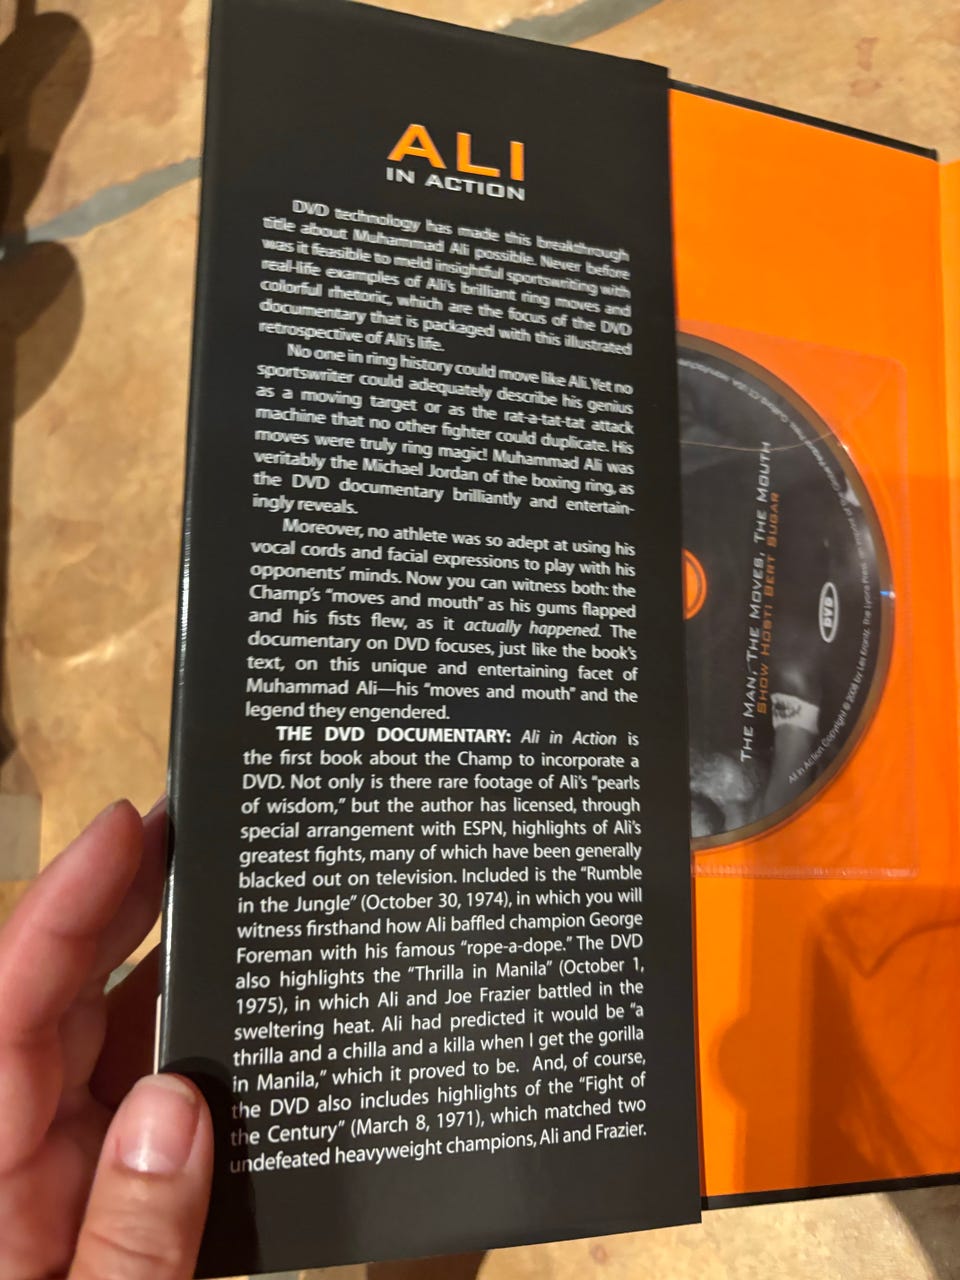 ALI
IN ACTION
DVD technology has made this breakthrough
title about Muhammad Ali possible. Never before
was it feasible to meld insightful sportswriting with
real-life examples of Ali's brilliant ring moves and
colorful rhetoric, which are the focus of the DVD
documentary that is packaged with this illustrated
retrospective of Ali's life.
No one in ring history could move like Ali. Yet no
sportswriter could adequately describe his genius
as a moving target or as the rat-a-tat-tat attack
machine that no other fighter could duplicate. His
moves were truly ring magic! Muhammad Ali was
veritably the Michael Jordan of the boxing ring, as
the DVD documentary brilliantly and entertain-
ingly reveals.
Moreover, no athlete was so adept at using his
vocal cords and facial expressions to play with his
opponents' minds. Now you can witness both: the
Champ's "moves and mouth" as his gums flapped
and his fists flew, as it actually happened. The
documentary on DVD focuses, just like the book's
text, on this unique and entertaining facet of
Muhammad Ali—his "moves and mouth" and the
legend they engendered.
THE DVD DOCUMENTARY: Ali in Action is
the first book about the Champ to incorporate a
DVD. Not only is there rare footage of Ali's "pearls
of wisdom," but the author has licensed, through
special arrangement with ESPN, highlights of Ali's
greatest fights, many of which have been generally
blacked out on television. Included is the "Rumble
in the Jungle" (October 30, 1974), in which you will
witness firsthand how Ali baffled champion George
Foreman with his famous "rope-a-dope." The DVD
also highlights the "Thrilla in Manila" (October 1,
1975), in which Ali and Joe Frazier battled in the
sweltering heat. Ali had predicted it would be "a
thrilla and a chilla and a killa when I get the gorilla
in Manila," which it proved to be. And, of course,
the DVD also includes highlights of the "Fight of
the Century" (March 8, 1971), which matched two
undefeated heavyweight champions, Ali and Frazier.
THE MAN, THE MOVES, THE MOUTH
SHOW HOST: BERT SUGAR
DVD
Ali in Action Copyright © 2008 by Les Krantz. The Lyons Press